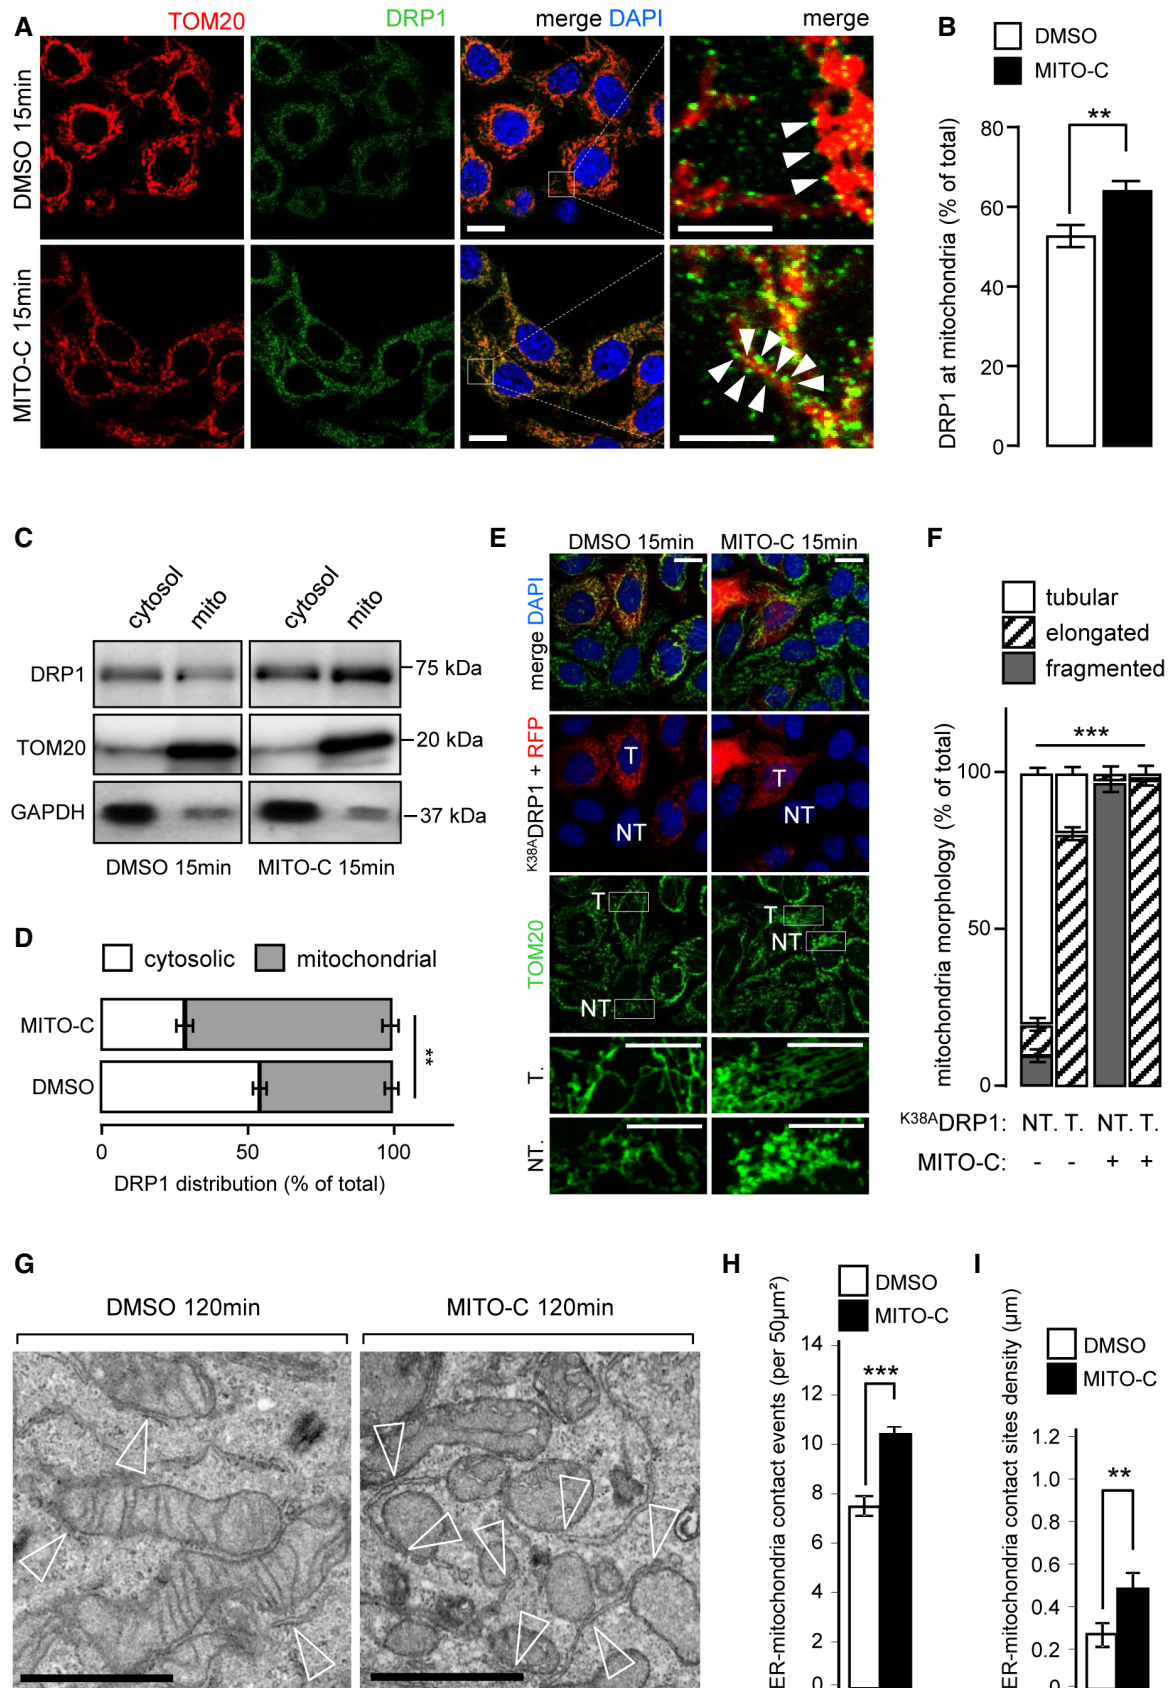 A
TOM20
DRP1
merge DAPI
merge
DMSO 15min
MITO-C 15min
B
DMSO
MITO-C
DRP1 at mitochondria (% of total)
80
60
40
20
0
**
C
cytosol
mito
cytosol
mito
DRP1
75 kDa
TOM20
20 kDa
GAPDH
37 kDa
DMSO 15min
MITO-C 15min
D
cytosolic
mitochondrial
MITO-C
DMSO
**
0
50
100
DRP1 distribution (% of total)
E
DMSO 15min
MITO-C 15min
merge DAPI
K38ADRP1 + RFP
T
NT
T
NT
TOM20
T
NT
T
NT
T.
NT.
F
tubular
elongated
fragmented
mitochondria morphology (% of total)
***
100
50
0
K38ADRP1: NT. T. NT. T.
MITO-C: - - + +
G
DMSO 120min
MITO-C 120min
H
DMSO
MITO-C
ER-mitochondria contact events (per 50µm²)
14
12
10
8
6
4
2
0
***
I
DMSO
MITO-C
ER-mitochondria contact sites density (µm)
1.2
1.0
0.8
0.6
0.4
0.2
0
**